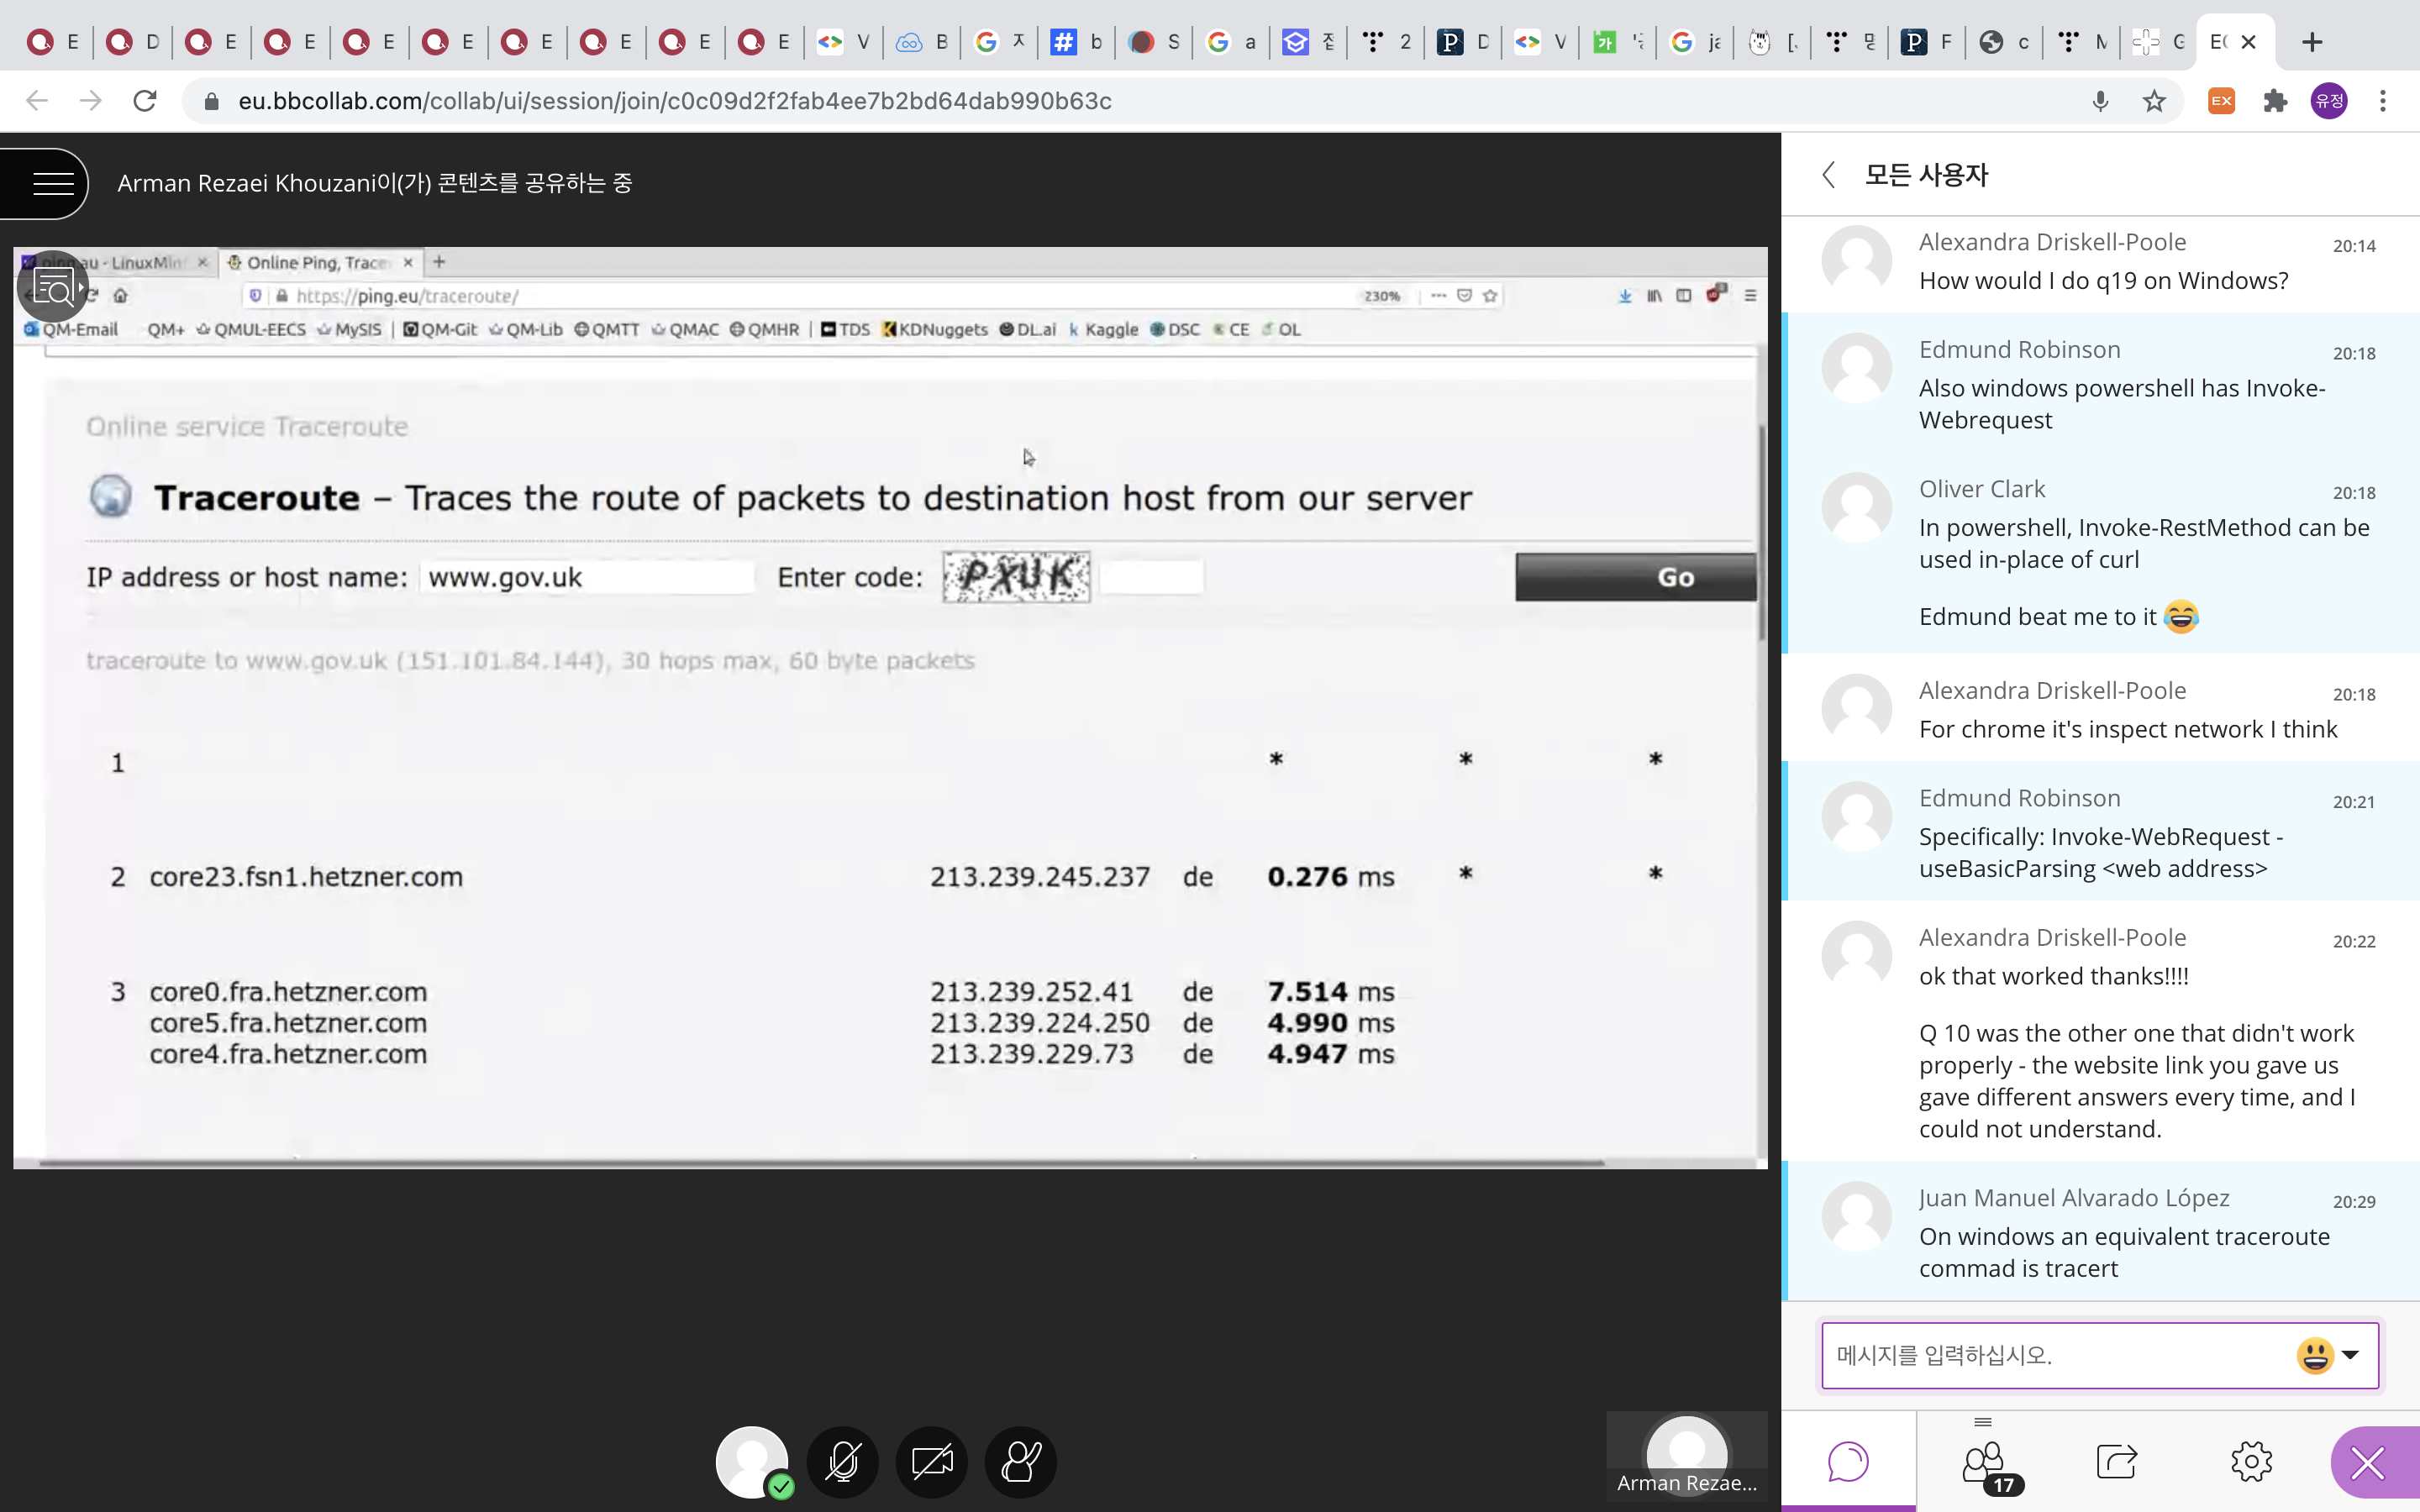 E D E E E E E E E E V B ㅈ b S a 2 D V F c M G
eu.bbcollab.com/collab/ui/session/join/c0c09d2f2fab4ee7b2bd64dab990b63c
EX
유정
Arman Rezaei Khouzani이(가) 콘텐츠를 공유하는 중
Online Ping, Trace
https://ping.eu/traceroute/
230%
QM-Email QM+ QMUL-EECS MySIS | QM-Git QM-Lib QMTT QMAC QMHR | TDS KDNuggets DL.ai k Kaggle DSC CE OL
Online service Traceroute
Traceroute – Traces the route of packets to destination host from our server
IP address or host name: www.gov.uk Enter code: PXUK Go
traceroute to www.gov.uk (151.101.84.144), 30 hops max, 60 byte packets
1 * * *
2 core23.fsn1.hetzner.com 213.239.245.237 de 0.276 ms * *
3 core0.fra.hetzner.com 213.239.252.41 de 7.514 ms
core5.fra.hetzner.com 213.239.224.250 de 4.990 ms
core4.fra.hetzner.com 213.239.229.73 de 4.947 ms
Arman Rezae...
모든 사용자
Alexandra Driskell-Poole 20:14
How would I do q19 on Windows?
Edmund Robinson 20:18
Also windows powershell has Invoke-
Webrequest
Oliver Clark 20:18
In powershell, Invoke-RestMethod can be
used in-place of curl
Edmund beat me to it 😂
Alexandra Driskell-Poole 20:18
For chrome it's inspect network I think
Edmund Robinson 20:21
Specifically: Invoke-WebRequest -
useBasicParsing <web address>
Alexandra Driskell-Poole 20:22
ok that worked thanks!!!!
Q 10 was the other one that didn't work
properly - the website link you gave us
gave different answers every time, and I
could not understand.
Juan Manuel Alvarado López 20:29
On windows an equivalent traceroute
commad is tracert
메시지를 입력하십시오.
17